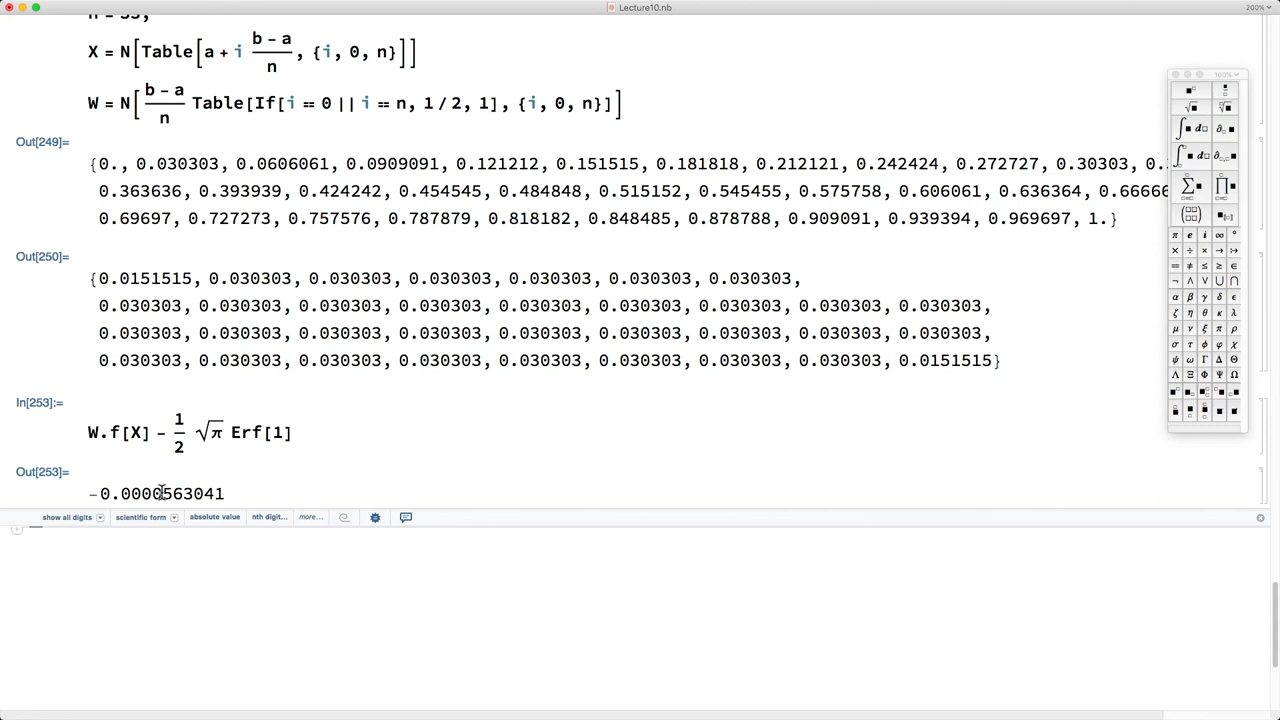 Lecture10.nb
200%
n = 33;
X = N[Table[a + i (b - a)/n, {i, 0, n}]]
W = N[(b - a)/n Table[If[i == 0 || i == n, 1 / 2, 1], {i, 0, n}]]
Out[249]=
{0., 0.030303, 0.0606061, 0.0909091, 0.121212, 0.151515, 0.181818, 0.212121, 0.242424, 0.272727, 0.30303,
0.363636, 0.393939, 0.424242, 0.454545, 0.484848, 0.515152, 0.545455, 0.575758, 0.606061, 0.636364,
0.69697, 0.727273, 0.757576, 0.787879, 0.818182, 0.848485, 0.878788, 0.909091, 0.939394, 0.969697, 1.}
Out[250]=
{0.0151515, 0.030303, 0.030303, 0.030303, 0.030303, 0.030303, 0.030303,
0.030303, 0.030303, 0.030303, 0.030303, 0.030303, 0.030303, 0.030303, 0.030303, 0.030303,
0.030303, 0.030303, 0.030303, 0.030303, 0.030303, 0.030303, 0.030303, 0.030303, 0.030303,
0.030303, 0.030303, 0.030303, 0.030303, 0.030303, 0.030303, 0.030303, 0.030303, 0.0151515}
In[253]:=
W.f[X] - 1/2 √π Erf[1]
Out[253]=
-0.0000563041
show all digits scientific form absolute value nth digit... more...
100%
∫■ d□ ∂□ ■
π e i ∞ °
× ÷ × → :→
== ≠ ≤ ≥ ∈
¬ ∧ ∨ ∪ ∩
α β γ δ ϵ
ζ η θ κ λ
μ ν ξ π ρ
σ τ ϕ φ χ
ψ ω Γ Δ Θ
Λ Ξ Φ Ψ Ω